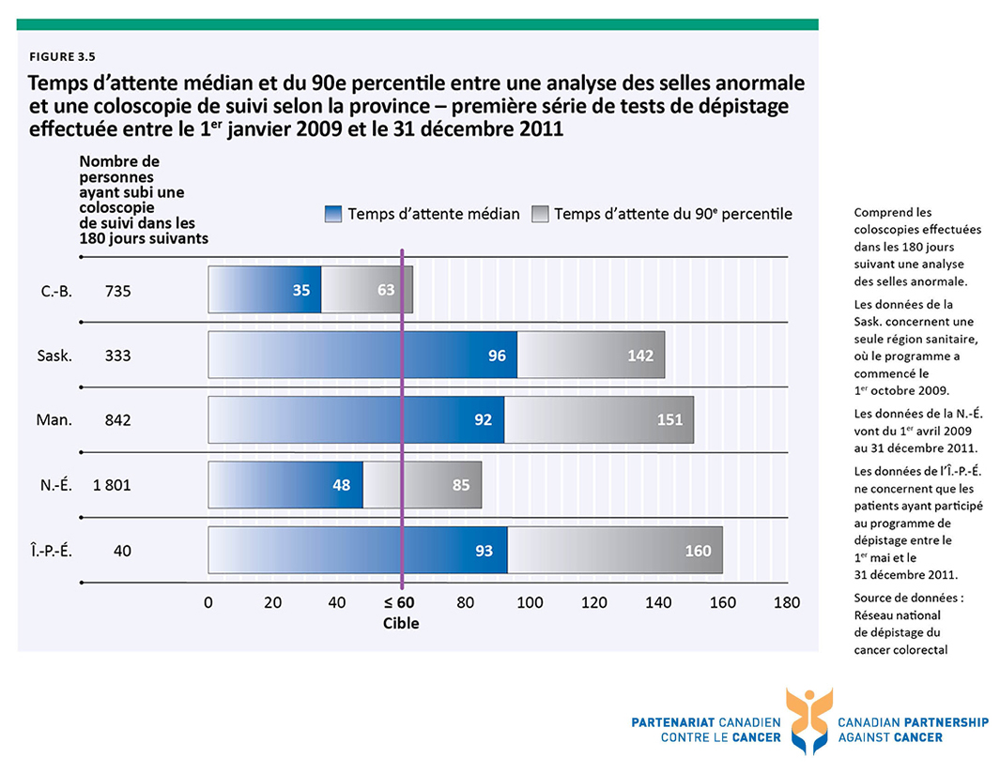 FIGURE 3.5
Temps d’attente médian et du 90e percentile entre une analyse des selles anormale
et une coloscopie de suivi selon la province – première série de tests de dépistage
effectuée entre le 1er janvier 2009 et le 31 décembre 2011
Nombre de
personnes
ayant subi une
coloscopie
de suivi dans les
180 jours suivants
Temps d’attente médian
Temps d’attente du 90e percentile
C.-B. 735 35 63
Sask. 333 96 142
Man. 842 92 151
N.-É. 1 801 48 85
Î.-P.-É. 40 93 160
0 20 40 ≤ 60 80 100 120 140 160 180
Cible
Comprend les
coloscopies effectuées
dans les 180 jours
suivant une analyse
des selles anormale.
Les données de la
Sask. concernent une
seule région sanitaire,
où le programme a
commencé le
1er octobre 2009.
Les données de la N.-É.
vont du 1er avril 2009
au 31 décembre 2011.
Les données de l’Î.-P.-É.
ne concernent que les
patients ayant participé
au programme de
dépistage entre le
1er mai et le
31 décembre 2011.
Source de données :
Réseau national
de dépistage du
cancer colorectal
PARTENARIAT CANADIEN
CONTRE LE CANCER
CANADIAN PARTNERSHIP
AGAINST CANCER